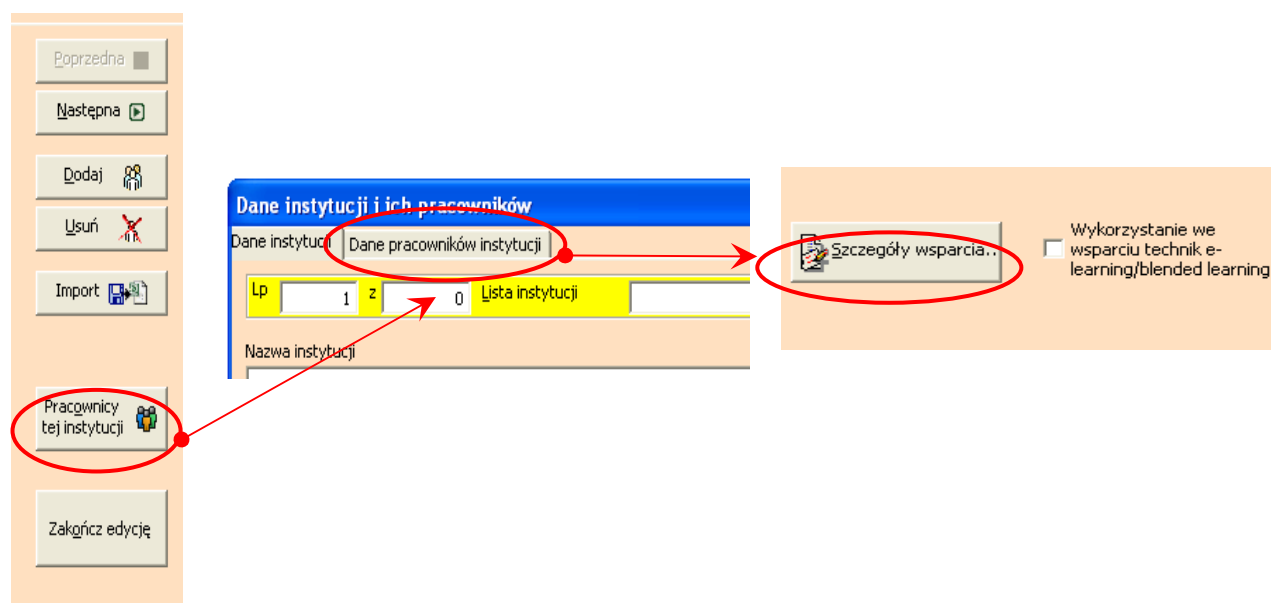 Poprzedna
Następna
Dodaj
Usuń
Import
Pracownicy
tej instytucji
Zakończ edycję
Dane instytucji i ich pracowników
Dane instytucji Dane pracowników instytucji
Lp 1 z 0 Lista instytucji
Nazwa instytucji
Szczegóły wsparcia..
Wykorzystanie we
wsparciu technik e-
learning/blended learning